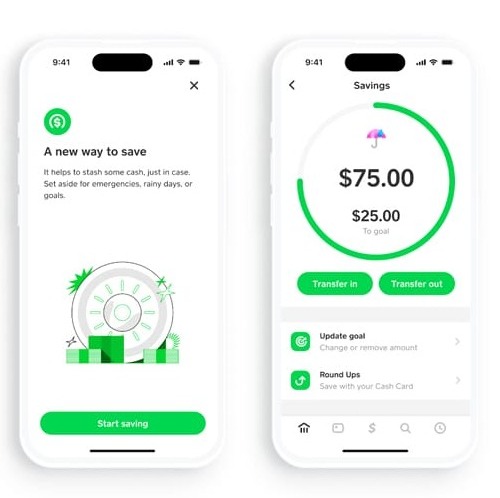 9:41
A new way to save
It helps to stash some cash, just in case.
Set aside for emergencies, rainy days, or
goals.
Start saving
9:41
Savings
$75.00
$25.00
To goal
Transfer in
Transfer out
Update goal
Change or remove amount
Round Ups
Save with your Cash Card